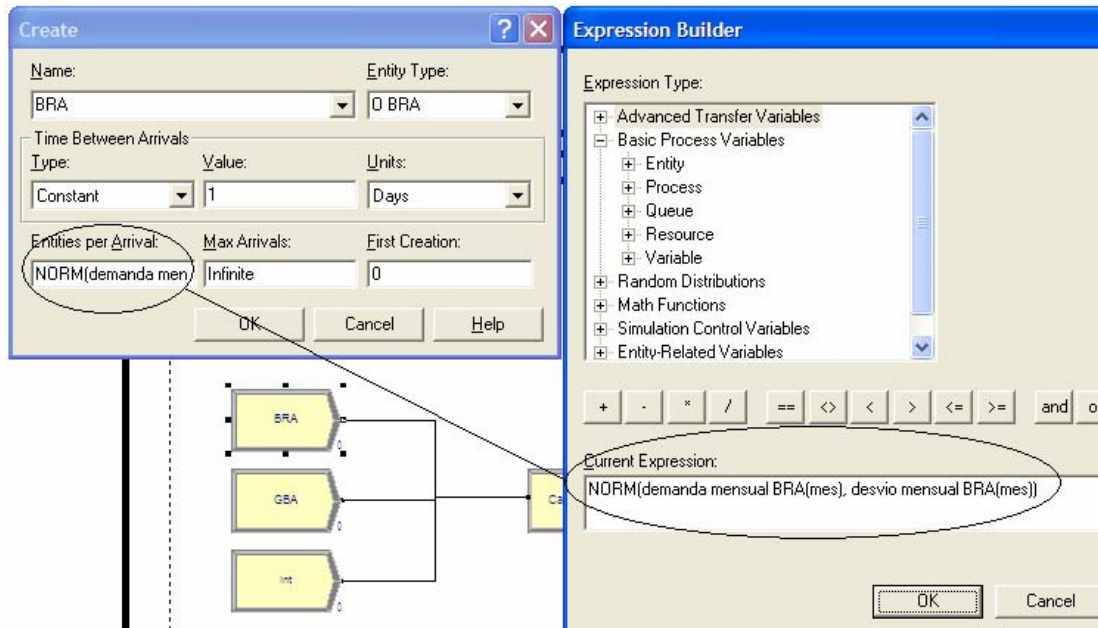 Create
Name:
Entity Type:
BRA
O BRA
Time Between Arrivals
Type:
Value:
Units:
Constant
1
Days
Entities per Arrival:
Max Arrivals:
First Creation:
NORM(demanda men
Infinite
0
OK
Cancel
Help
BRA
0
GBA
0
Int
0
Ca
Expression Builder
Expression Type:
Advanced Transfer Variables
Basic Process Variables
Entity
Process
Queue
Resource
Variable
Random Distributions
Math Functions
Simulation Control Variables
Entity-Related Variables
+ - * / == <> < > <= >= and o
Current Expression:
NORM(demanda mensual BRA(mes), desvio mensual BRA(mes))
OK
Cancel